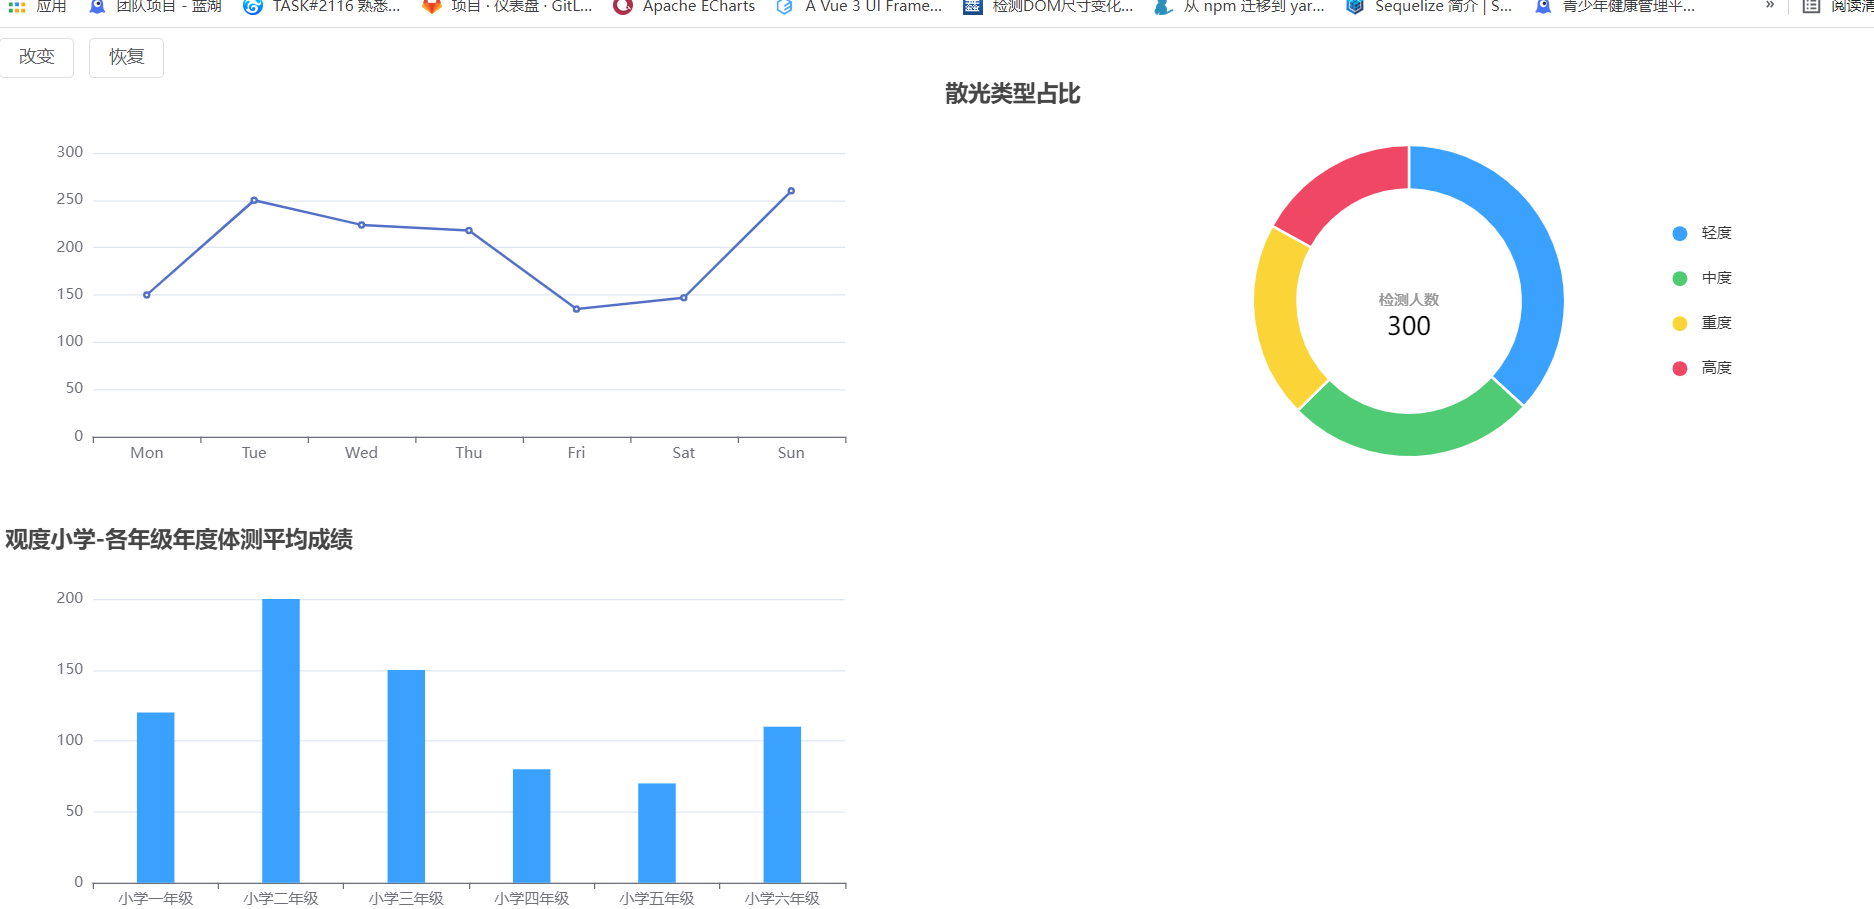 应用 团队项目 - 蓝湖 TASK#2116 熟悉... 项目 · 仪表盘 · GitL... Apache ECharts A Vue 3 UI Frame... 检测DOM尺寸变化... 从 npm 迁移到 yar... Sequelize 简介 | S... 青少年健康管理平... » 阅读清
改变 恢复
散光类型占比
300
250
200
150
100
50
0
Mon Tue Wed Thu Fri Sat Sun
检测人数
300
轻度
中度
重度
高度
观度小学-各年级年度体测平均成绩
200
150
100
50
0
小学一年级 小学二年级 小学三年级 小学四年级 小学五年级 小学六年级